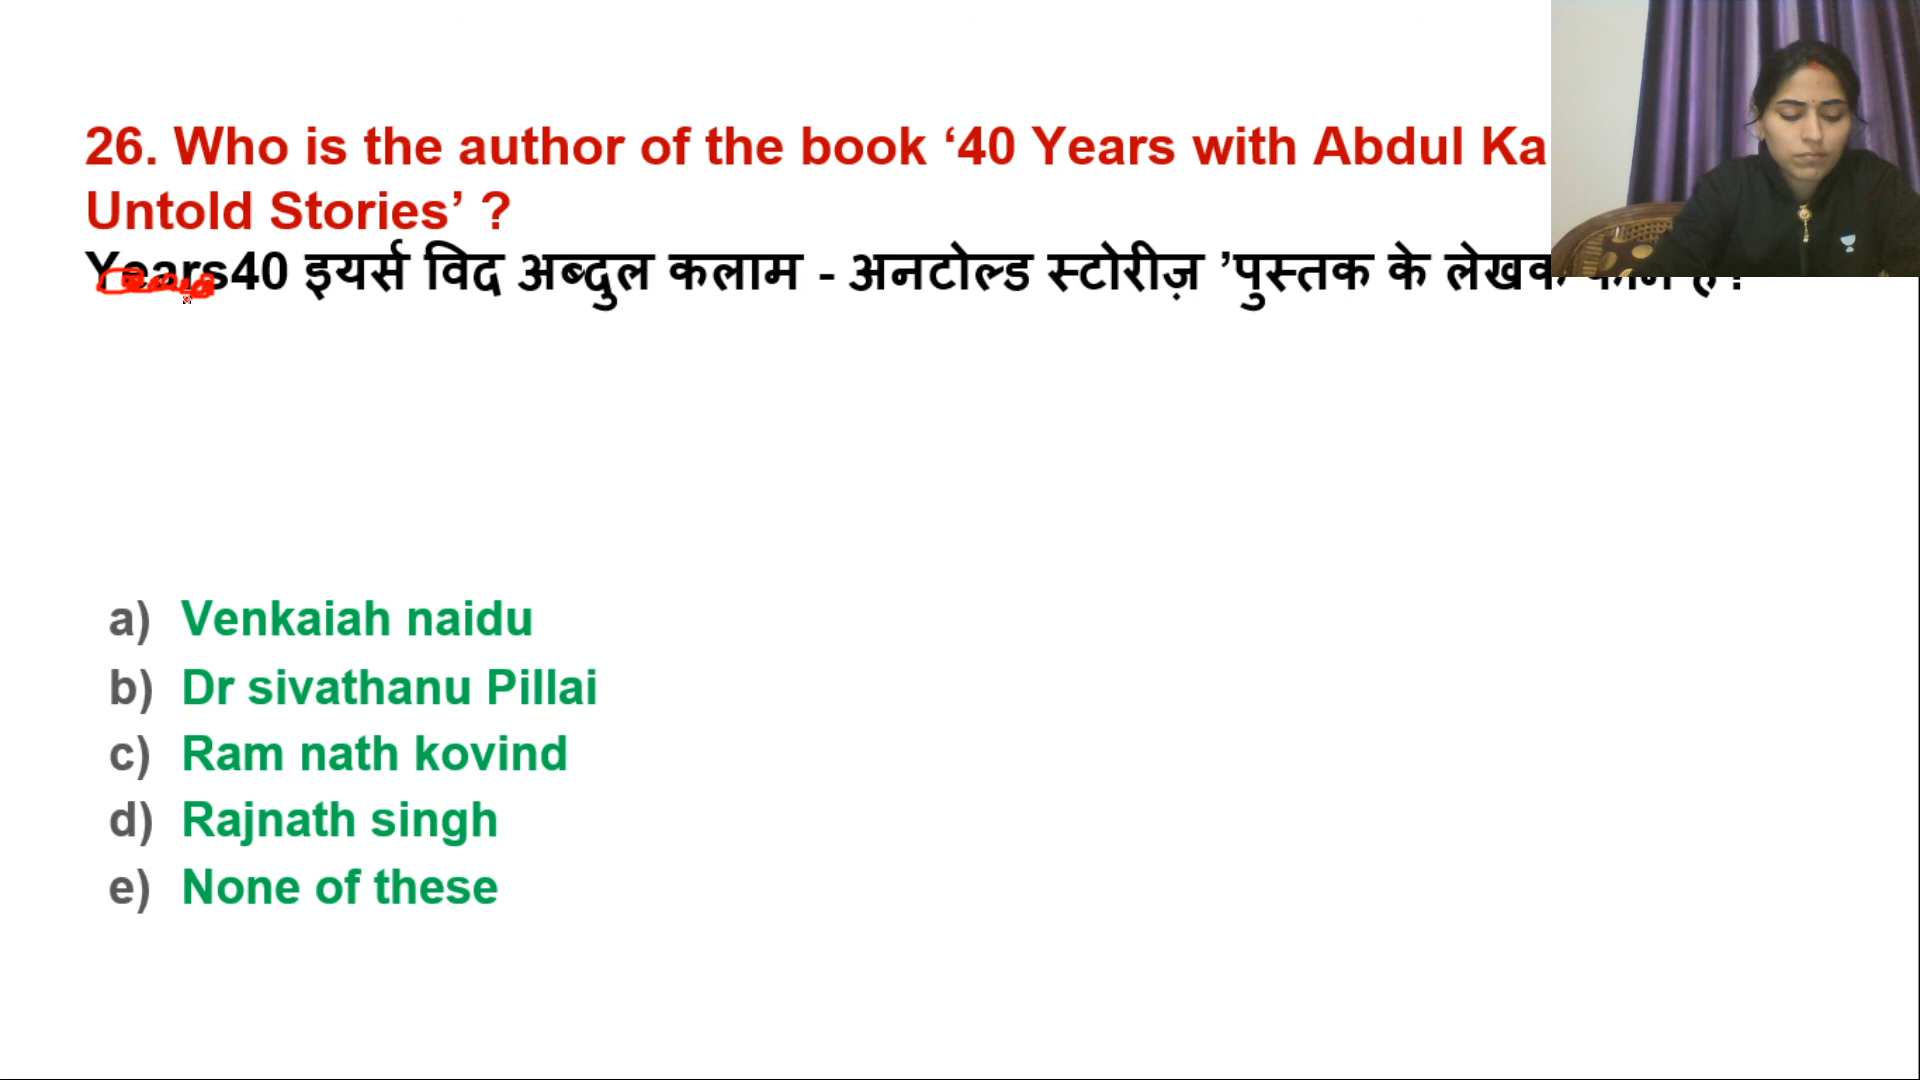 26. Who is the author of the book ‘40 Years with Abdul
Untold Stories’ ?
Years40 इयर्स विद अब्दुल कलाम - अनटोल्ड स्टोरीज़ ’पुस्तक के लेखक
a) Venkaiah naidu
b) Dr sivathanu Pillai
c) Ram nath kovind
d) Rajnath singh
e) None of these